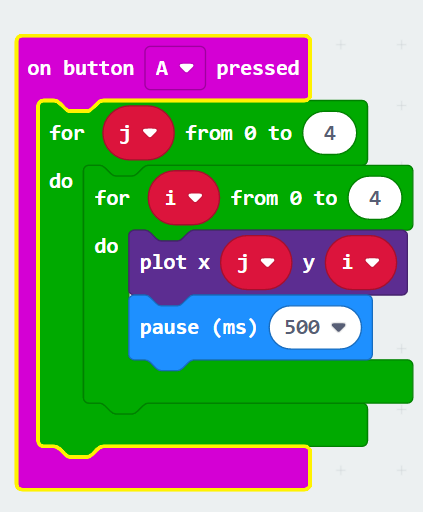 on button A pressed
for j from 0 to 4
do
for i from 0 to 4
do
plot x j y i
pause (ms) 500